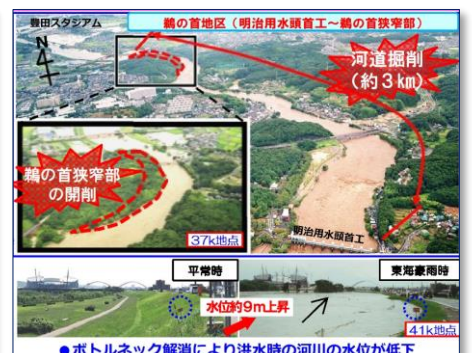 豊田スタジアム
鵜の首地区(明治用水頭首工~鵜の首狭窄部)
N
河道掘削
(約3㎞)
鵜の首狭窄部
の開削
37k地点
明治用水頭首工
平常時
東海豪雨時
水位約9m上昇
41k地点
●ボトルネック解消により洪水時の河川の水位が低下